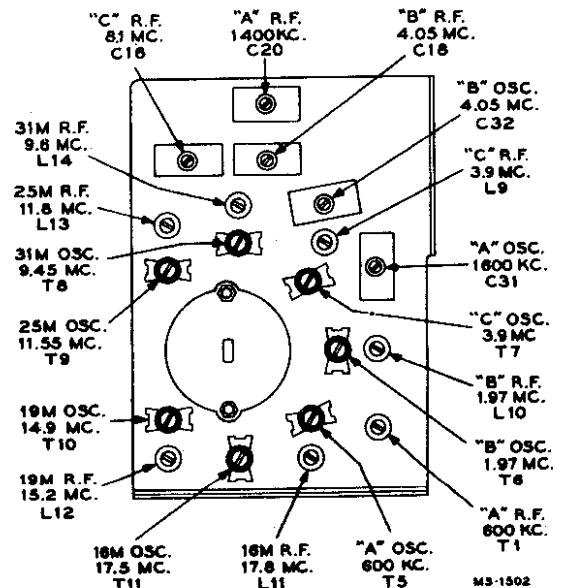 "C" R.F.
8.1 MC.
C16
"A" R.F.
1400 KC.
C20
"B" R.F.
4.05 MC.
C18
"B" OSC.
4.05 MC.
C32
"C" R.F.
3.9 MC.
L9
"A" OSC.
1600 KC.
C31
"C" OSC.
3.9 MC
T7
"B" R.F.
1.97 MC.
L10
"B" OSC.
1.97 MC.
T6
"A" R.F.
600 KC.
T1
31M R.F.
9.6 MC.
L14
25M R.F.
11.8 MC.
L13
31M OSC.
9.45 MC.
T8
25M OSC.
11.55 MC.
T9
19M OSC.
14.9 MC.
T10
19M R.F.
15.2 MC.
L12
16M OSC.
17.5 MC.
T11
16M R.F.
17.8 MC.
L11
"A" OSC.
600 KC.
T5
MS-1502